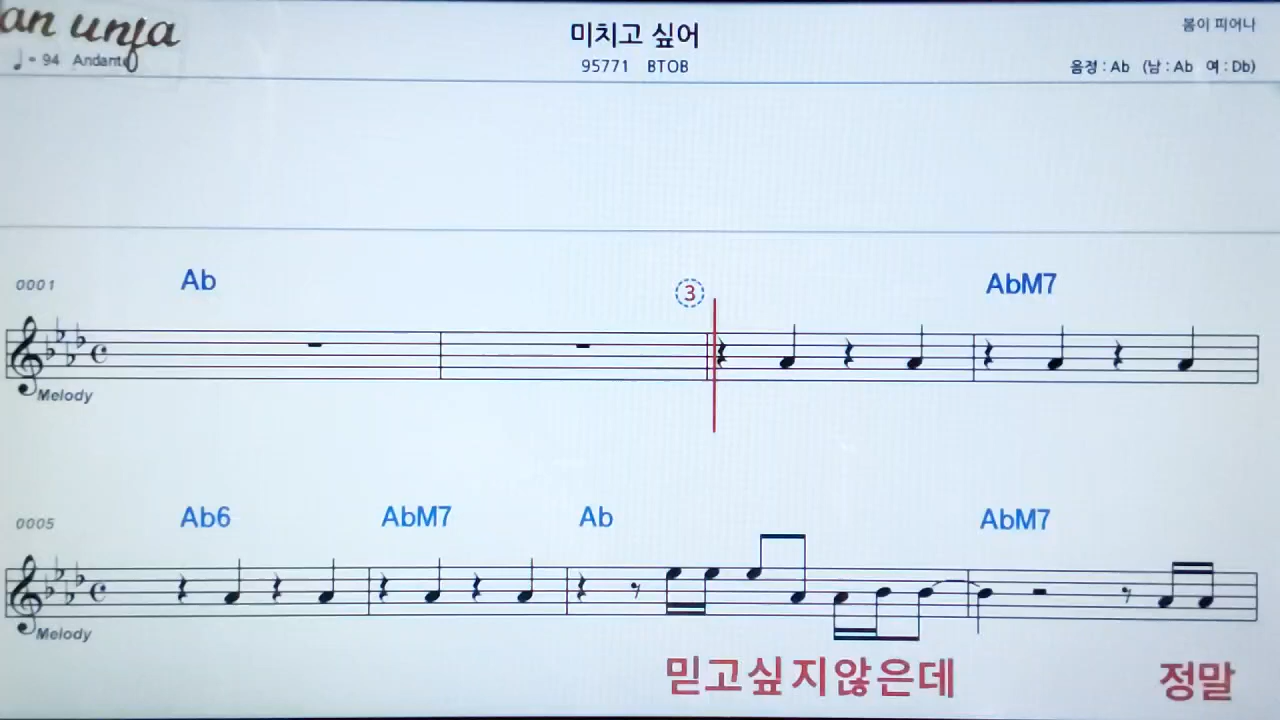 미치고 싶어
봄이 피어나
♩= 94 Andante
95771 BTOB
음정 : Ab (남 : Ab 여 : Db)
0001
Ab
③
AbM7
Melody
0005
Ab6
AbM7
Ab
AbM7
Melody
믿고싶지않은데
정말